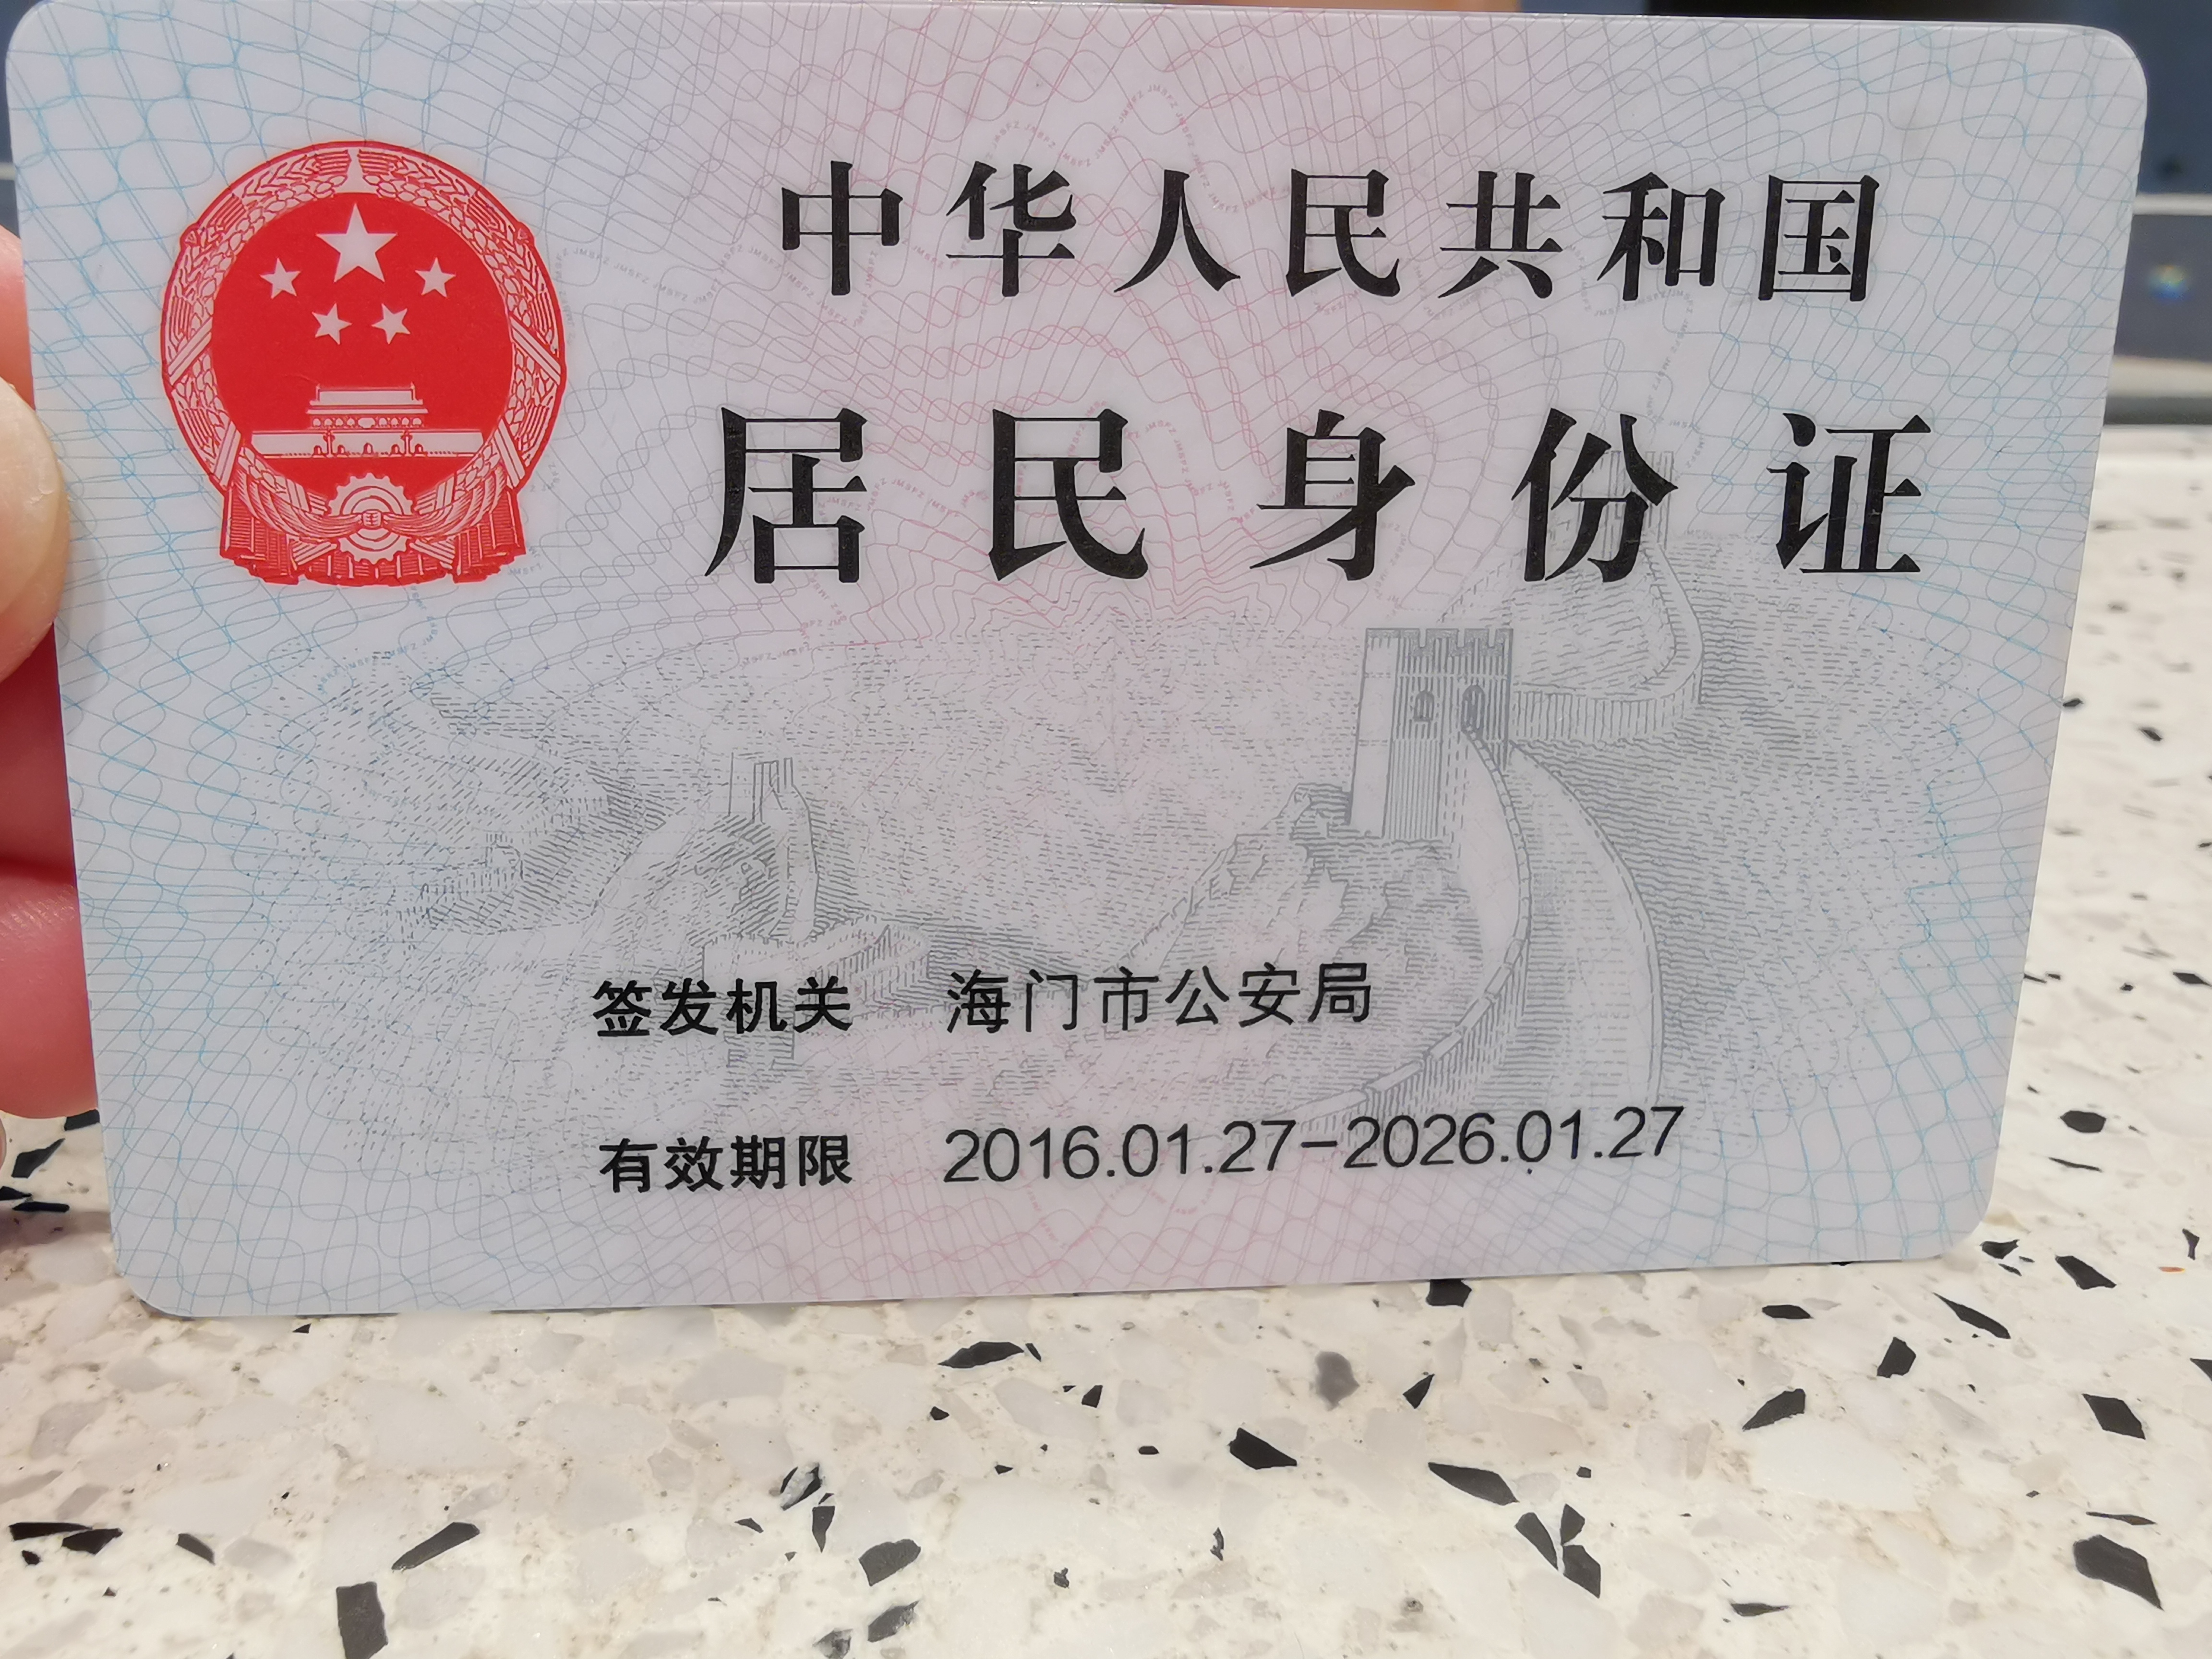 中华人民共和国
居民身份证
签发机关 海门市公安局
有效期限 2016.01.27-2026.01.27